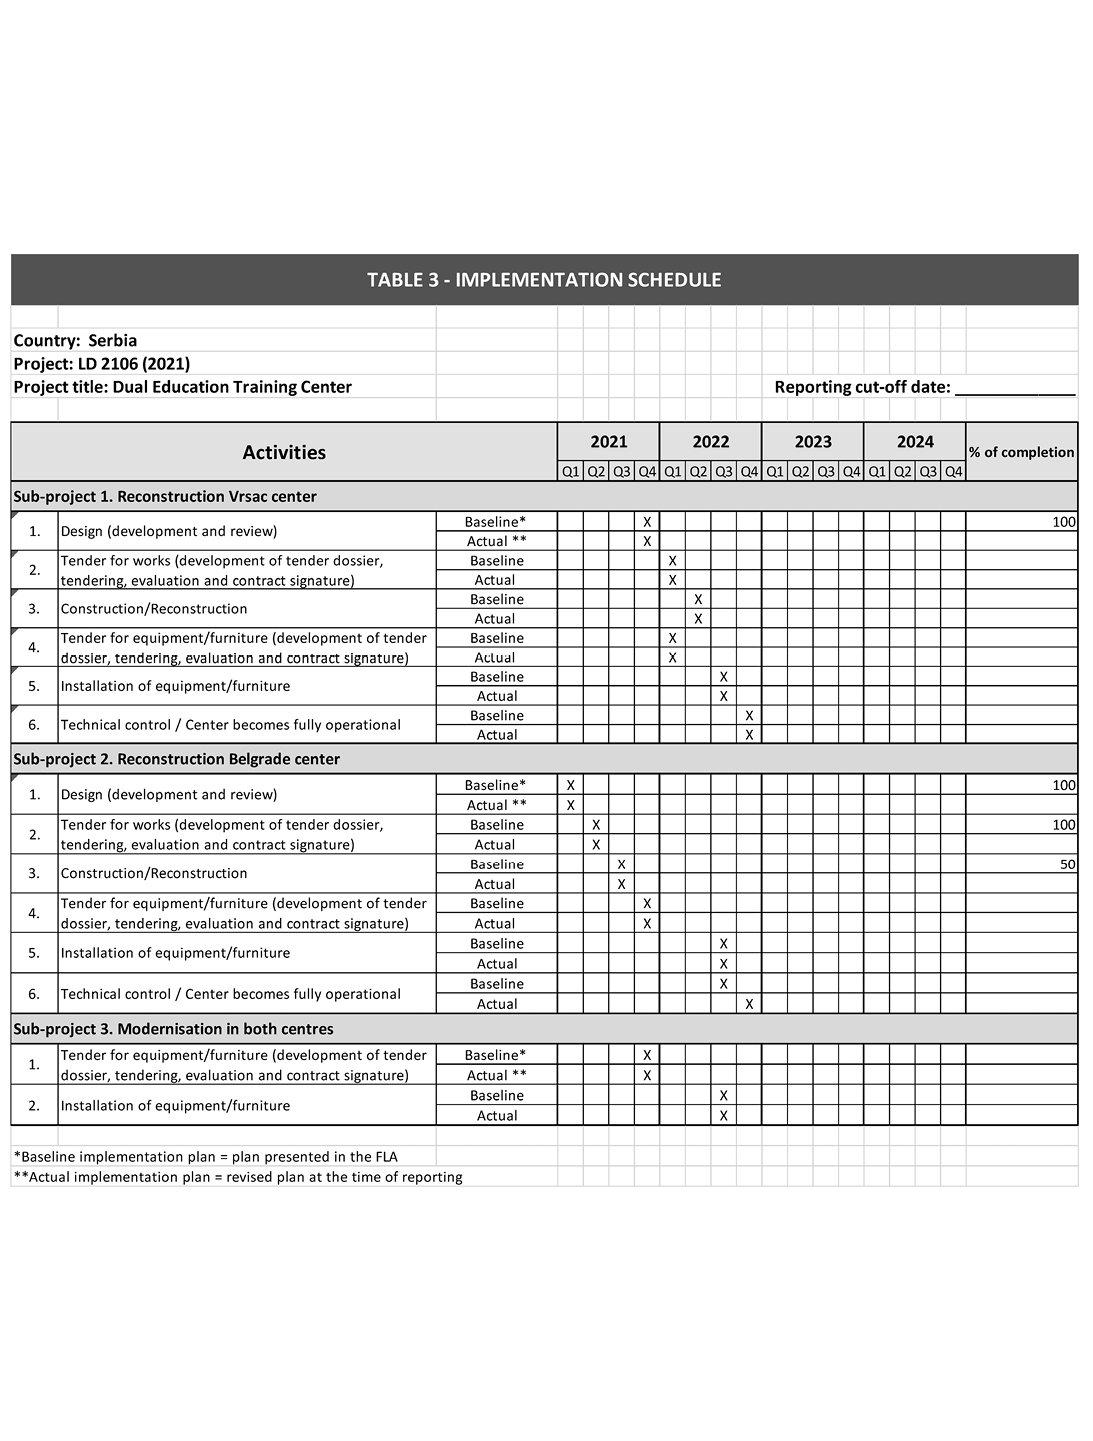 TABLE 3 - IMPLEMENTATION SCHEDULE
Country: Serbia
Project: LD 2106 (2021)
Project title: Dual Education Training Center
Reporting cut-off date: ____________
Activities
2021 2022 2023 2024
% of completion
Q1 Q2 Q3 Q4 Q1 Q2 Q3 Q4 Q1 Q2 Q3 Q4 Q1 Q2 Q3 Q4
Sub-project 1. Reconstruction Vrsac center
1. Design (development and review)
Baseline* X 100
Actual ** X
2. Tender for works (development of tender dossier,
tendering, evaluation and contract signature)
Baseline X
Actual X
3. Construction/Reconstruction
Baseline X
Actual X
4. Tender for equipment/furniture (development of tender
dossier, tendering, evaluation and contract signature)
Baseline X
Actual X
5. Installation of equipment/furniture
Baseline X
Actual X
6. Technical control / Center becomes fully operational
Baseline X
Actual X
Sub-project 2. Reconstruction Belgrade center
1. Design (development and review)
Baseline* X 100
Actual ** X
2. Tender for works (development of tender dossier,
tendering, evaluation and contract signature)
Baseline X 100
Actual X
3. Construction/Reconstruction
Baseline X 50
Actual X
4. Tender for equipment/furniture (development of tender
dossier, tendering, evaluation and contract signature)
Baseline X
Actual X
5. Installation of equipment/furniture
Baseline X
Actual X
6. Technical control / Center becomes fully operational
Baseline X
Actual X
Sub-project 3. Modernisation in both centres
1. Tender for equipment/furniture (development of tender
dossier, tendering, evaluation and contract signature)
Baseline* X
Actual ** X
2. Installation of equipment/furniture
Baseline X
Actual X
*Baseline implementation plan = plan presented in the FLA
**Actual implementation plan = revised plan at the time of reporting